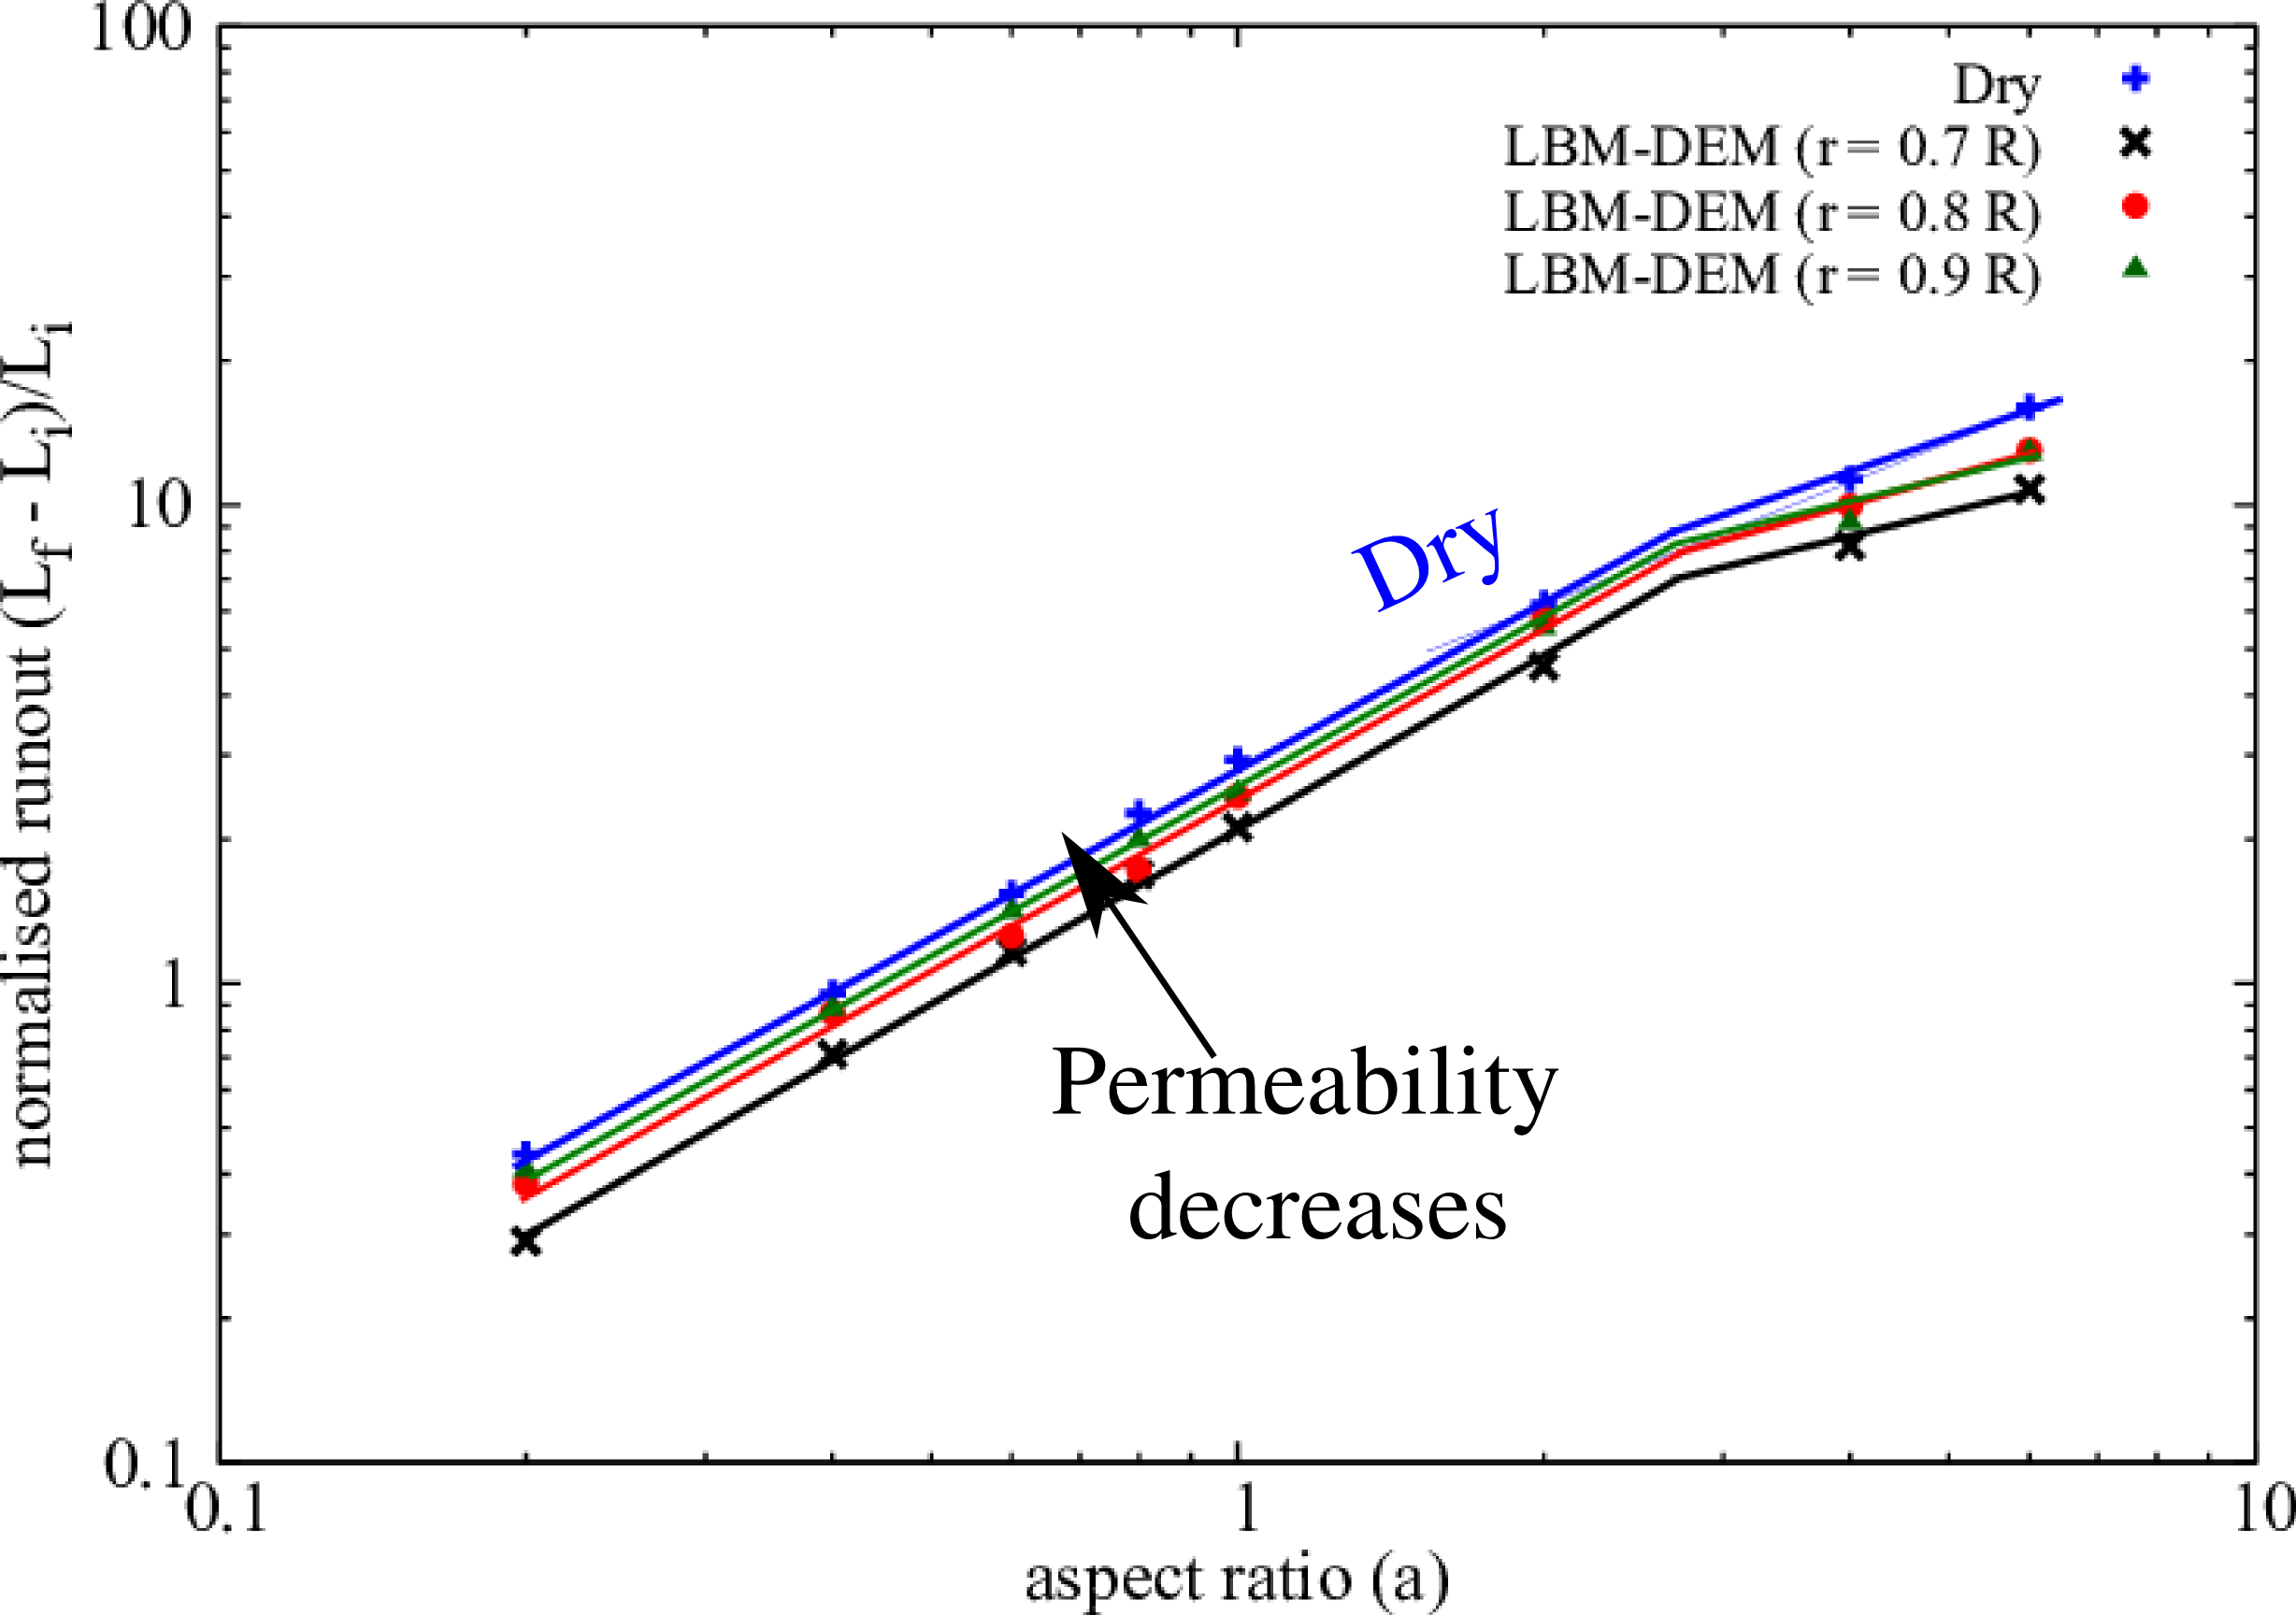 100
10
1
0.1
normalised runout (Lf - Li)/Li
Dry
LBM-DEM (r = 0.7 R)
LBM-DEM (r = 0.8 R)
LBM-DEM (r = 0.9 R)
Dry
Permeability
decreases
0.1
1
10
aspect ratio (a)